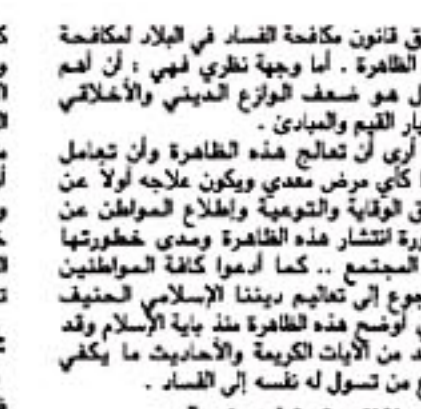 ق قانون مكافحة الفساد في البلاد لمكافحة
الظاهرة . أما وجهة نظري فهي : أن أهم
ل هو ضعف الوازع الديني والأخلاقي
يار القيم والمبادئ .
أرى أن تعالج هذه الظاهرة وأن تعامل
كأي مرض معدي ويكون علاجه أولاً عن
ق الوقاية والتوعية وإطلاع المواطن عن
ورة انتشار هذه الظاهرة ومدى خطورتها
المجتمع .. كما أدعوا كافة المواطنين
جوع إلى تعاليم ديننا الإسلامي الحنيف
ي أوضح هذه الظاهرة منذ باية الإسلام وقد
د من الآيات الكريمة والأحاديث ما يكفي
ع من تسول له نفسه إلى الفساد .